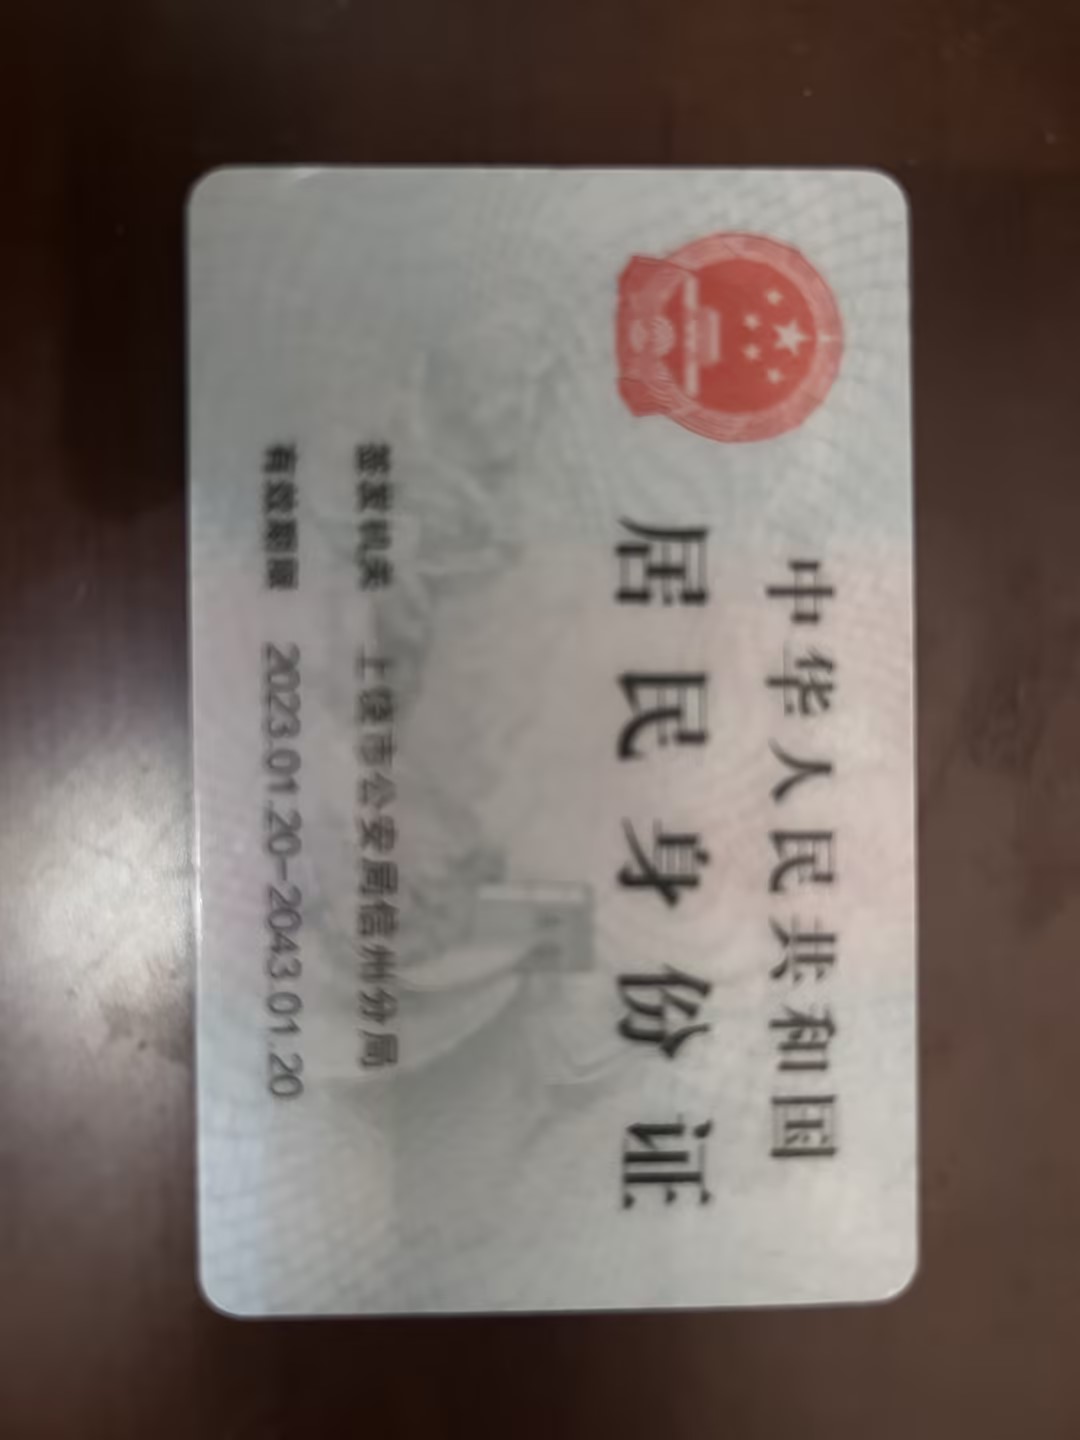 中华人民共和国
居民身份证
签发机关 上饶市公安局信州分局
有效期限 2023.01.20-2043.01.20